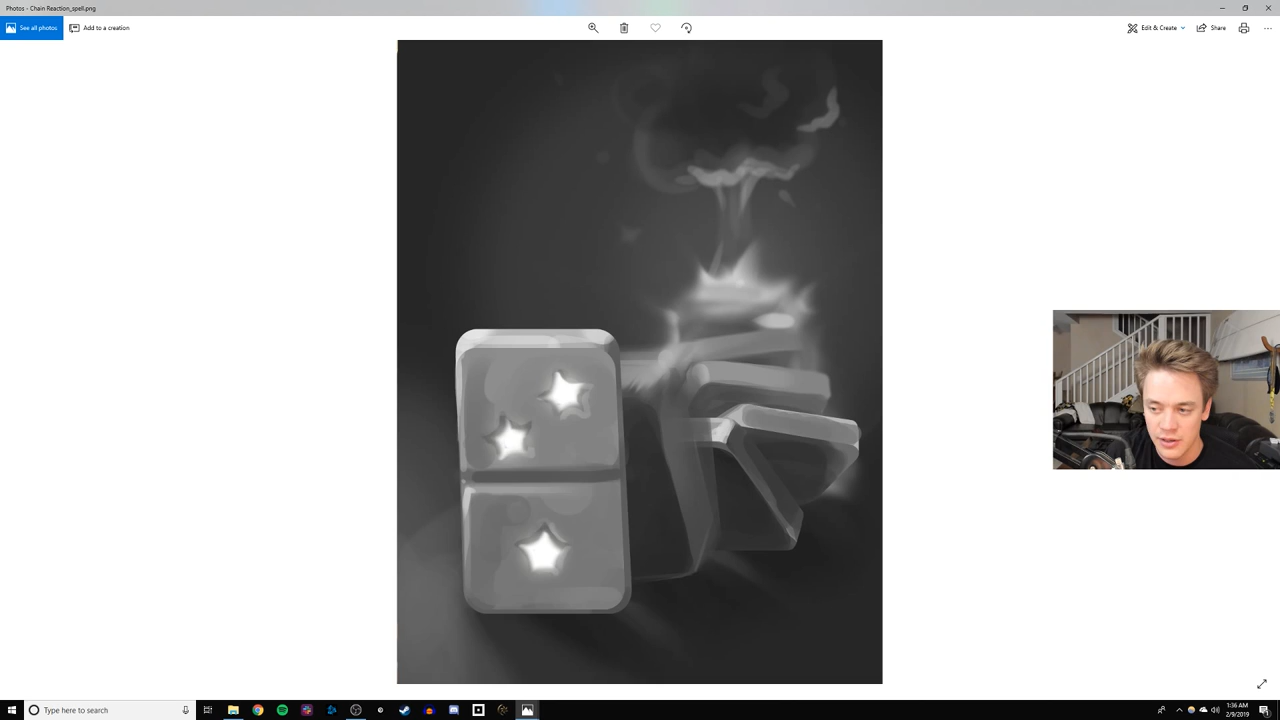 Photos - Chain Reaction_spell.png
See all photos
Add to a creation
Edit & Create
Share
Type here to search
1:36 AM
2/9/2019